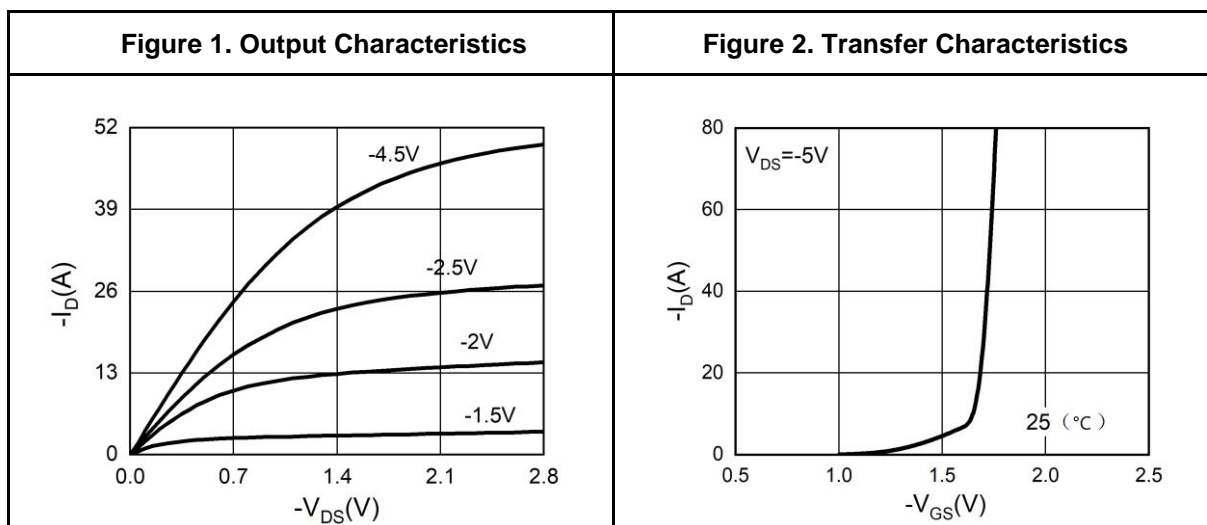 Figure 1. Output Characteristics
52
39
26
13
0
-I_D(A)
-4.5V
-2.5V
-2V
-1.5V
0.0 0.7 1.4 2.1 2.8
-V_DS(V)
Figure 2. Transfer Characteristics
80
60
40
20
0
-I_D(A)
V_DS=-5V
25（℃）
0.5 1.0 1.5 2.0 2.5
-V_GS(V)